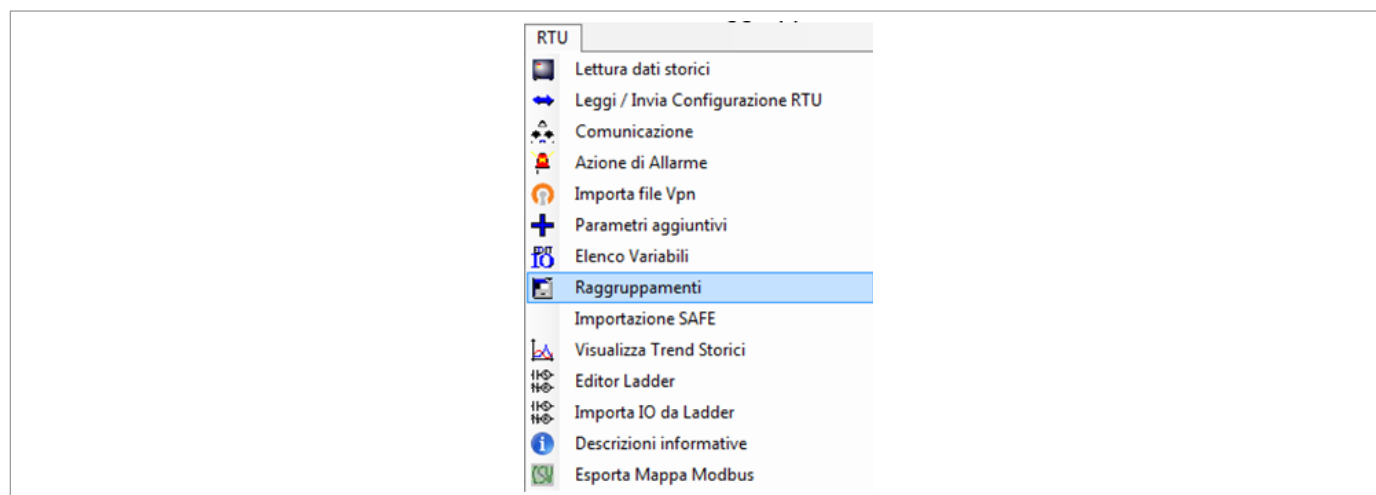 RTU
Lettura dati storici
Leggi / Invia Configurazione RTU
Comunicazione
Azione di Allarme
Importa file Vpn
Parametri aggiuntivi
Elenco Variabili
Raggruppamenti
Importazione SAFE
Visualizza Trend Storici
Editor Ladder
Importa IO da Ladder
Descrizioni informative
Esporta Mappa Modbus